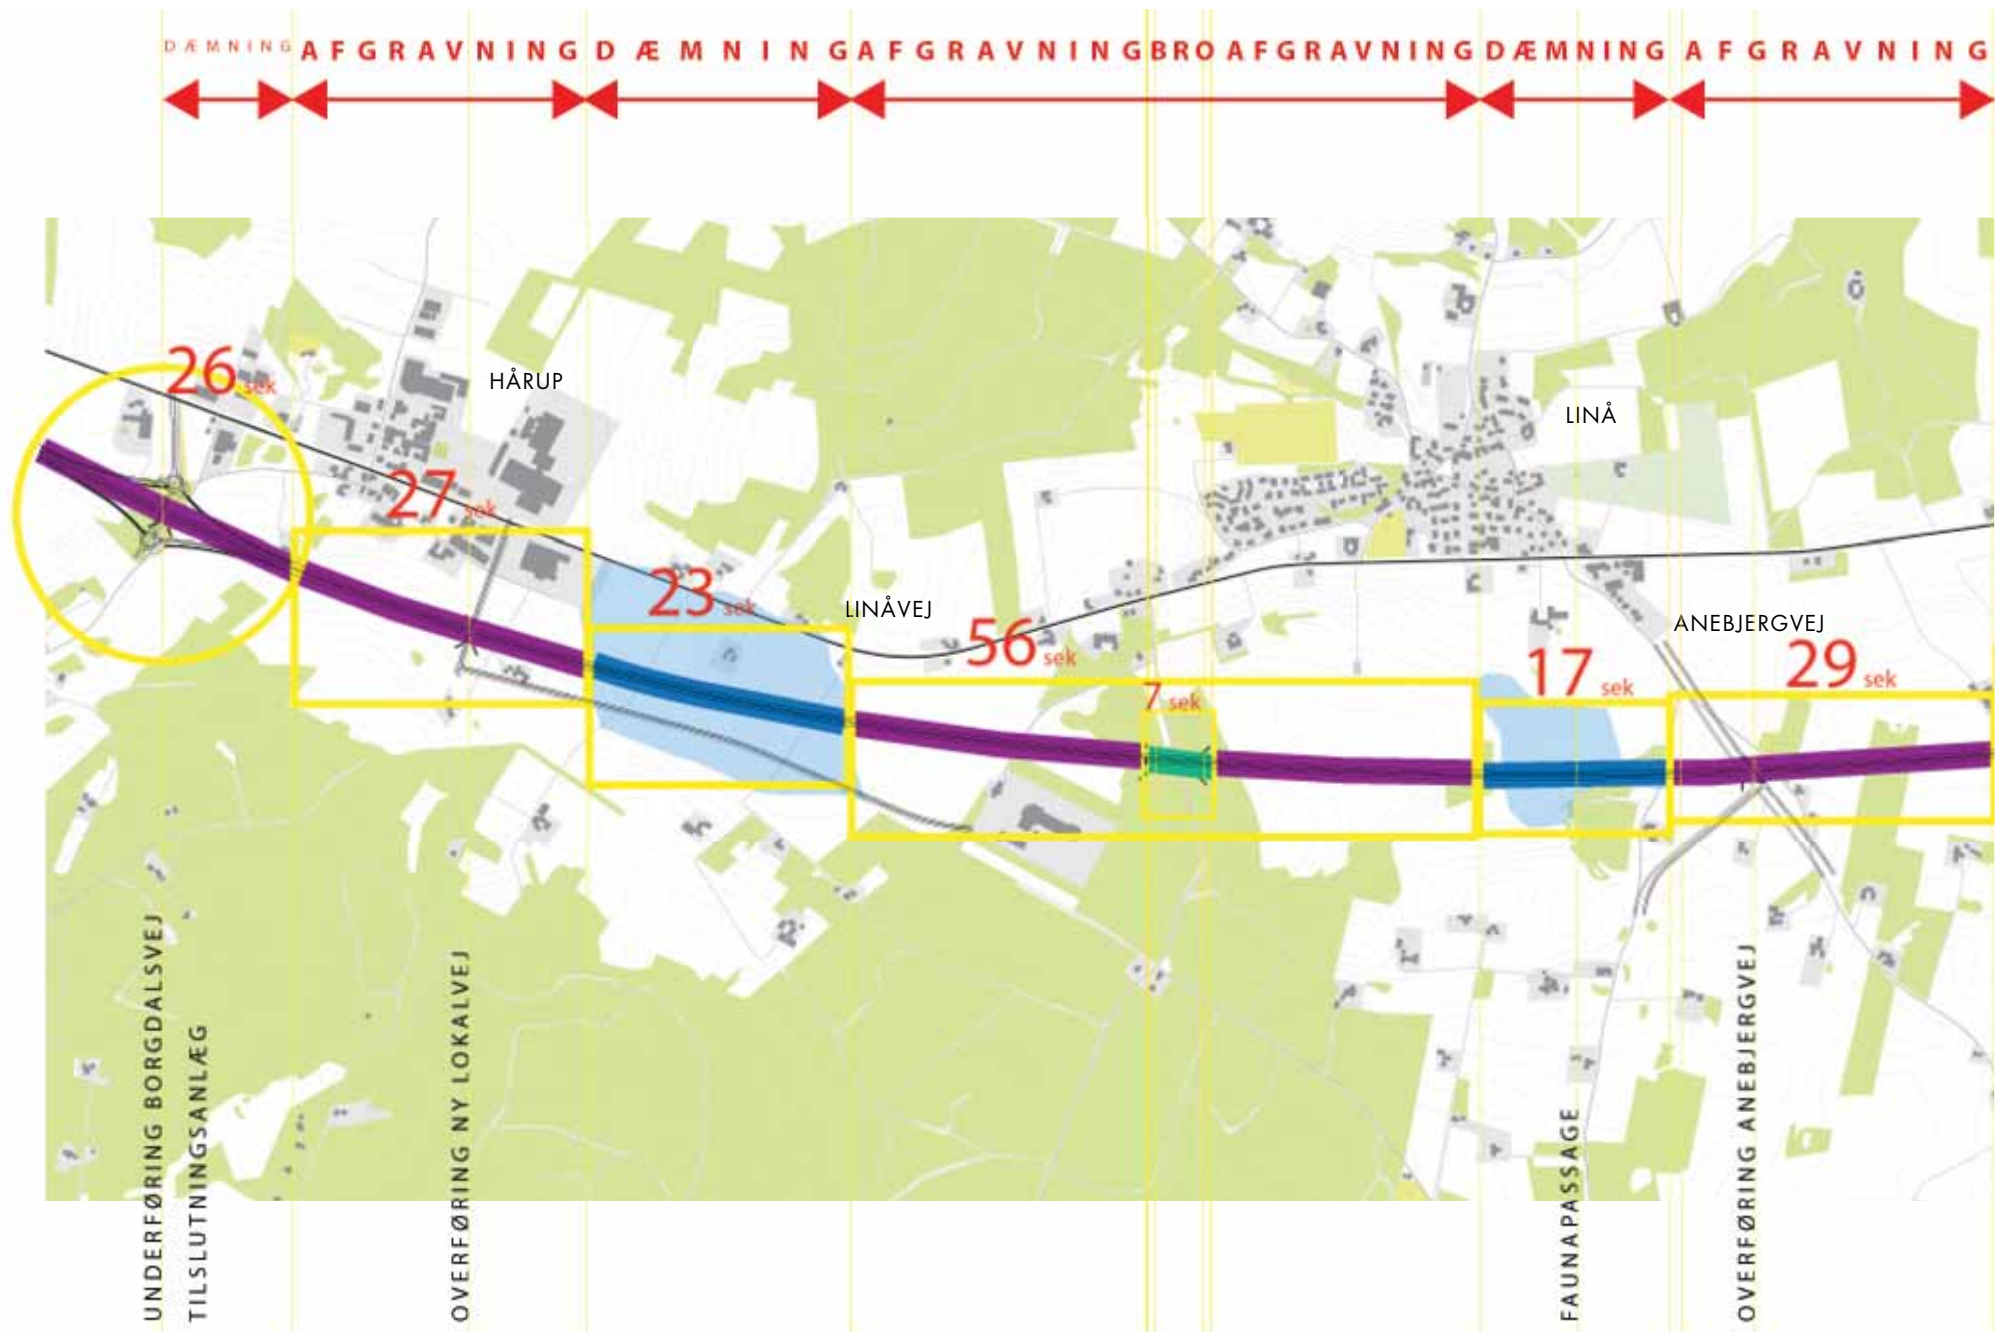 DÆMNING AFGRAVNING DÆMNING AFGRAVNING BRO AFGRAVNING DÆMNING AFGRAVNING
26 sek
HÅRUP
LINÅ
27 sek
23 sek
LINÅVEJ
56 sek
ANEBJERGVEJ
17 sek
29 sek
7 sek
UNDERFØRING BORGDALSVEJ
TILSLUTNINGSANLÆG
OVERFØRING NY LOKALVEJ
FAUNAPASSAGE
OVERFØRING ANEBJERGVEJ